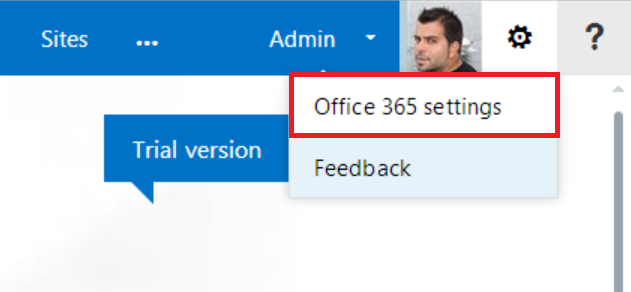 Sites ... Admin ?
Office 365 settings
Trial version
Feedback